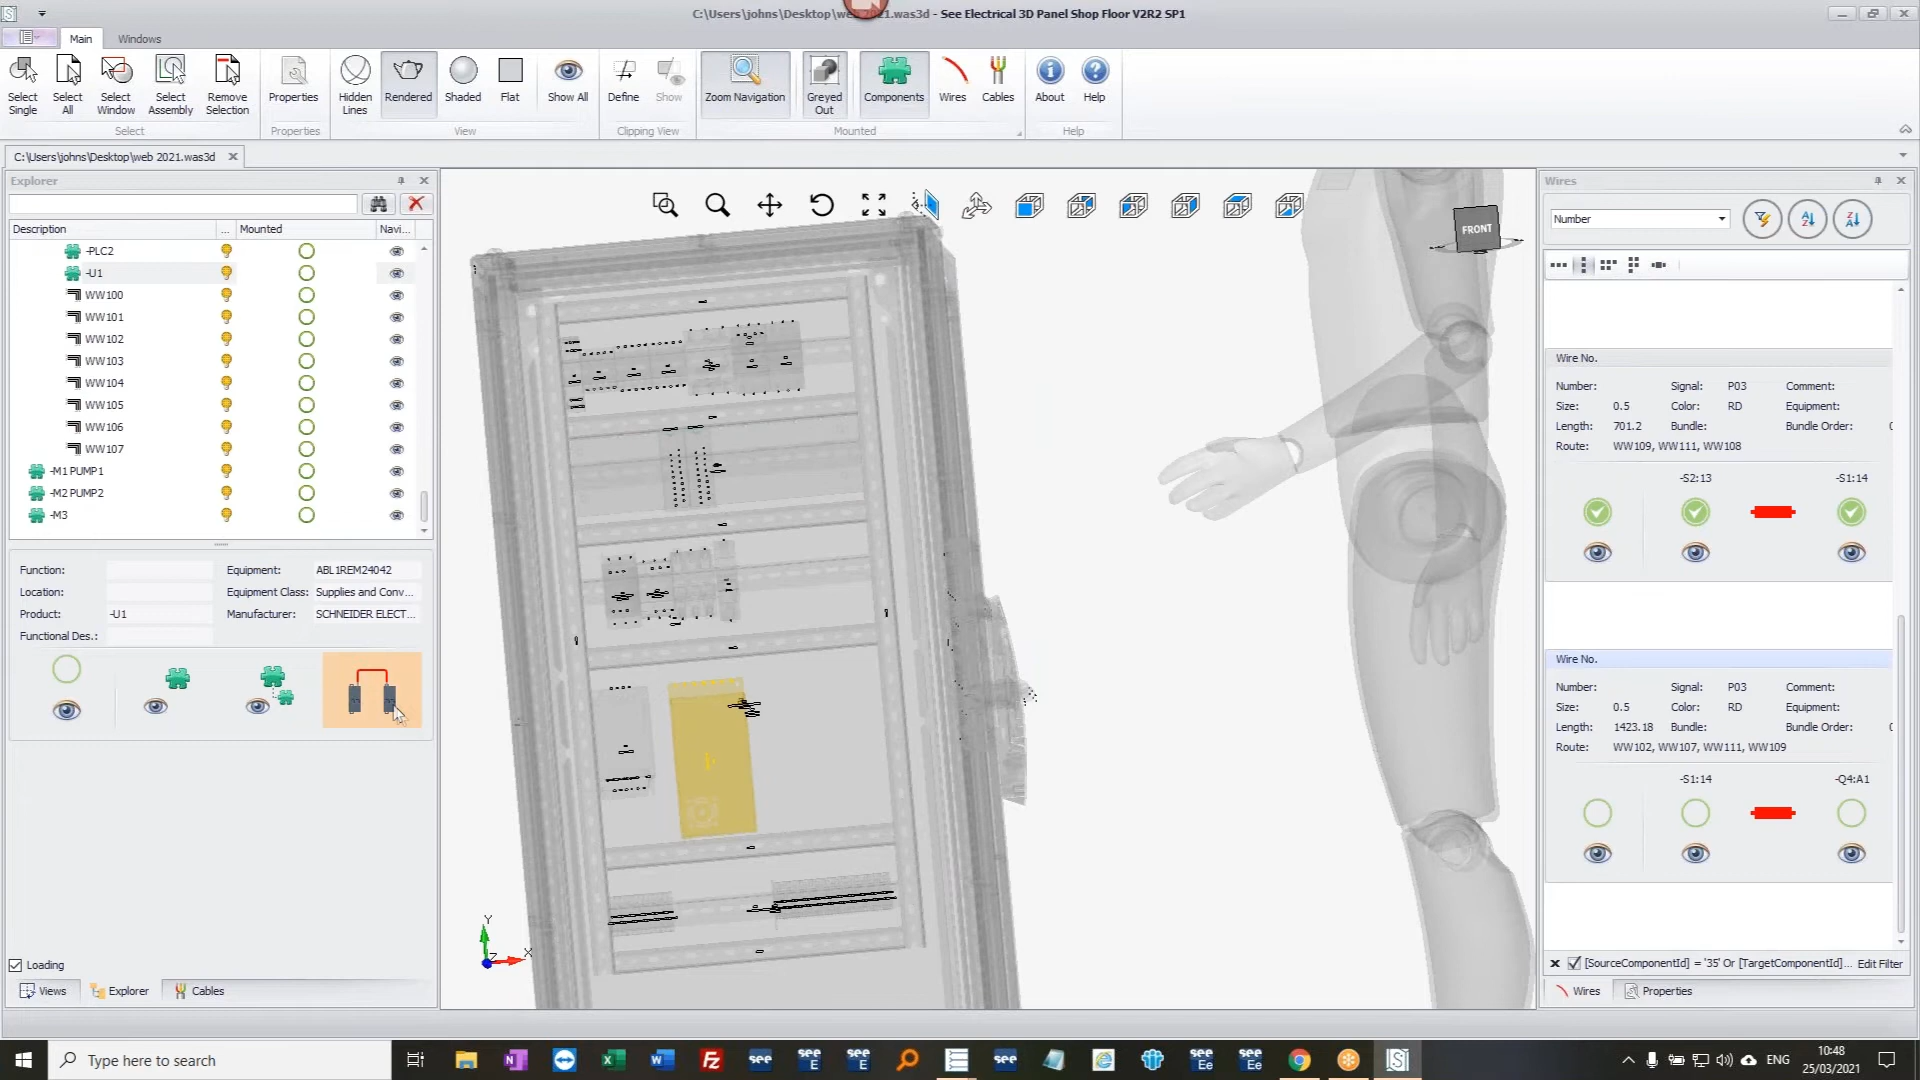 C:\Users\johns\Desktop\web 2021.was3d - See Electrical 3D Panel Shop Floor V2R2 SP1
Main Windows
Select Single
Select All
Select Window
Select Assembly
Remove Selection
Properties
Hidden Lines
Rendered
Shaded
Flat
Show All
Define
Show
Zoom Navigation
Greyed Out
Components
Wires
Cables
About
Help
Select
Properties
View
Clipping View
Mounted
Help
C:\Users\johns\Desktop\web 2021.was3d
Explorer
Description ... Mounted Navi...
-PLC2
-U1
WW100
WW101
WW102
WW103
WW104
WW105
WW106
WW107
-M1 PUMP1
-M2 PUMP2
-M3
Function: Equipment: ABL1REM24042
Location: Equipment Class: Supplies and Conv...
Product: -U1 Manufacturer: SCHNEIDER ELECT...
Functional Des.:
Loading
Views Explorer Cables
FRONT
Y
X
Z
Wires
Number
Wire No.
Number: Signal: P03 Comment:
Size: 0.5 Color: RD Equipment:
Length: 701.2 Bundle: Bundle Order:
Route: WW109, WW111, WW108
-S2:13 -S1:14
Wire No.
Number: Signal: P03 Comment:
Size: 0.5 Color: RD Equipment:
Length: 1423.18 Bundle: Bundle Order:
Route: WW102, WW107, WW111, WW109
-S1:14 -Q4:A1
[SourceComponentId] = '35' Or [TargetComponentId]... Edit Filter
Wires Properties
Type here to search
ENG
10:48
25/03/2021